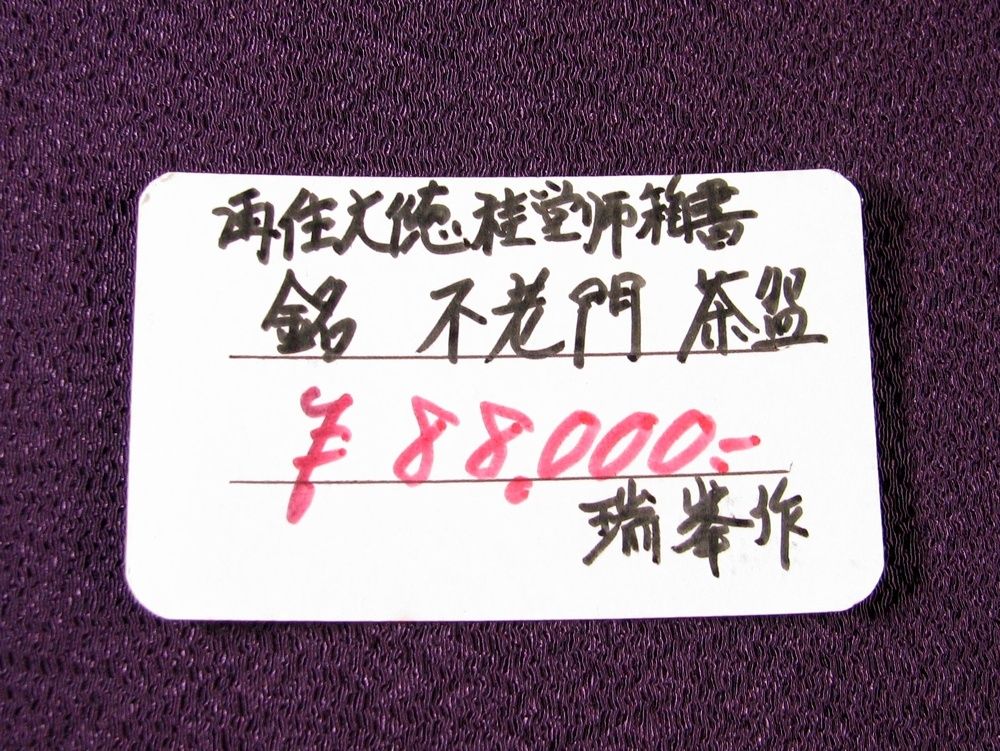 再住大徳桂堂师箱書
銘 不老門 茶盌
¥88,000.-
瑞峯作